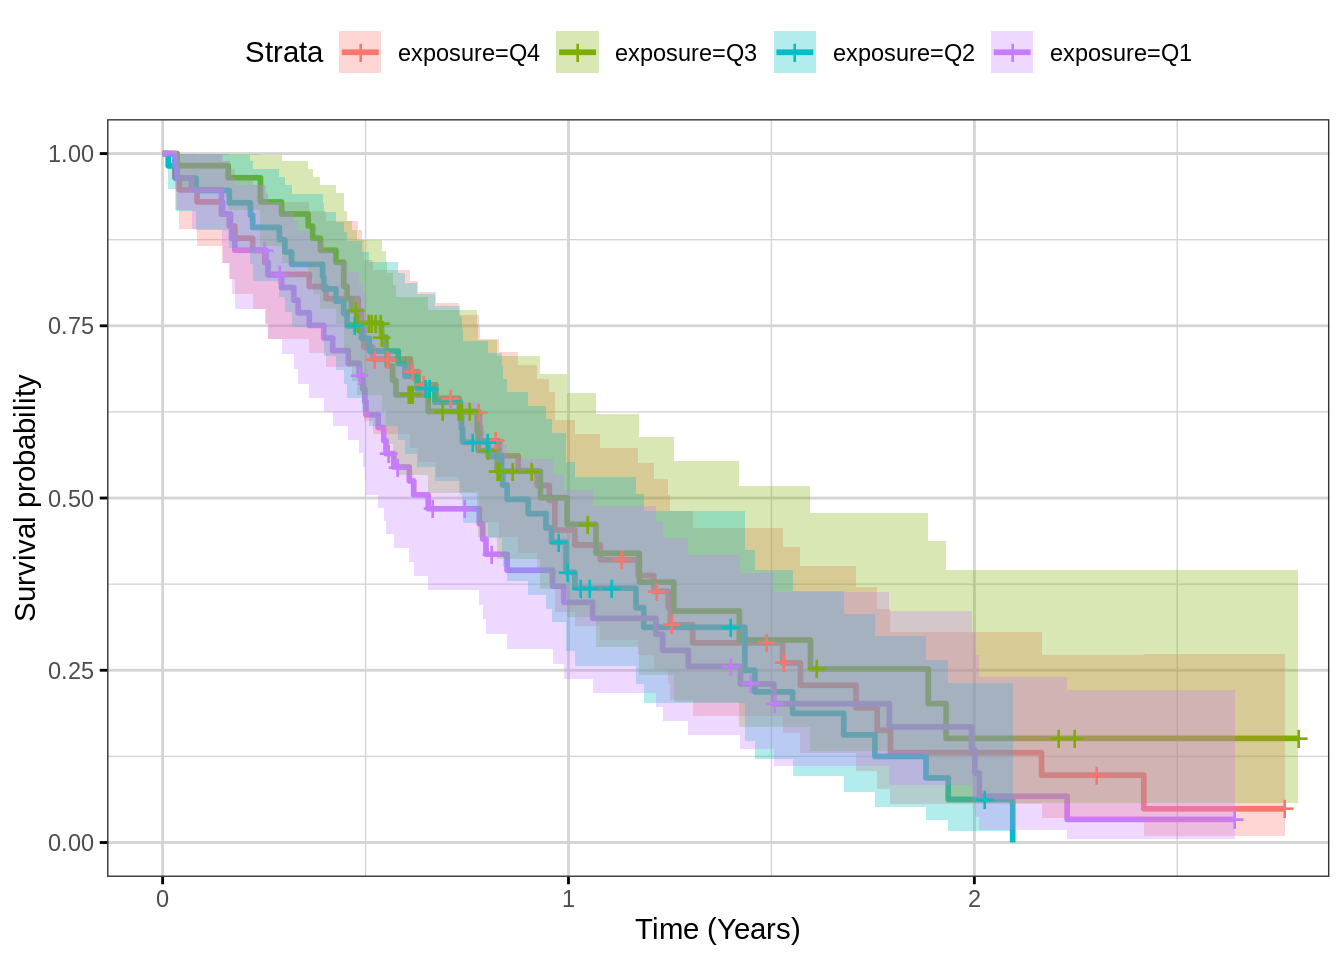 Strata exposure=Q4 exposure=Q3 exposure=Q2 exposure=Q1
1.00
0.75
0.50
0.25
0.00
Survival probability
0 1 2
Time (Years)